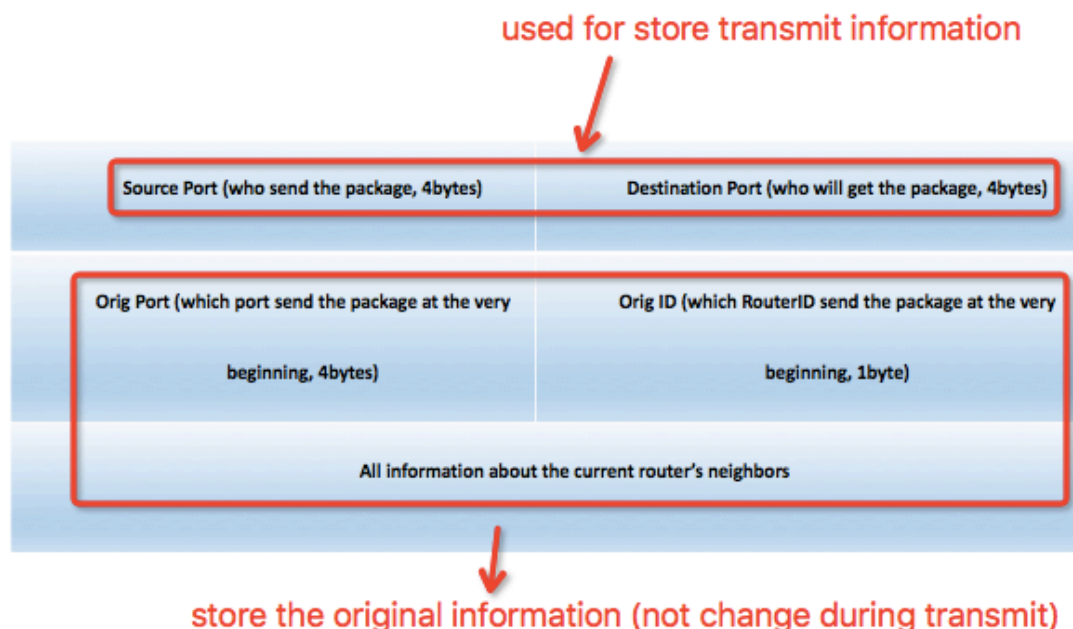 used for store transmit information
Source Port (who send the package, 4bytes)
Destination Port (who will get the package, 4bytes)
Orig Port (which port send the package at the very
beginning, 4bytes)
Orig ID (which RouterID send the package at the very
beginning, 1byte)
All information about the current router's neighbors
store the original information (not change during transmit)